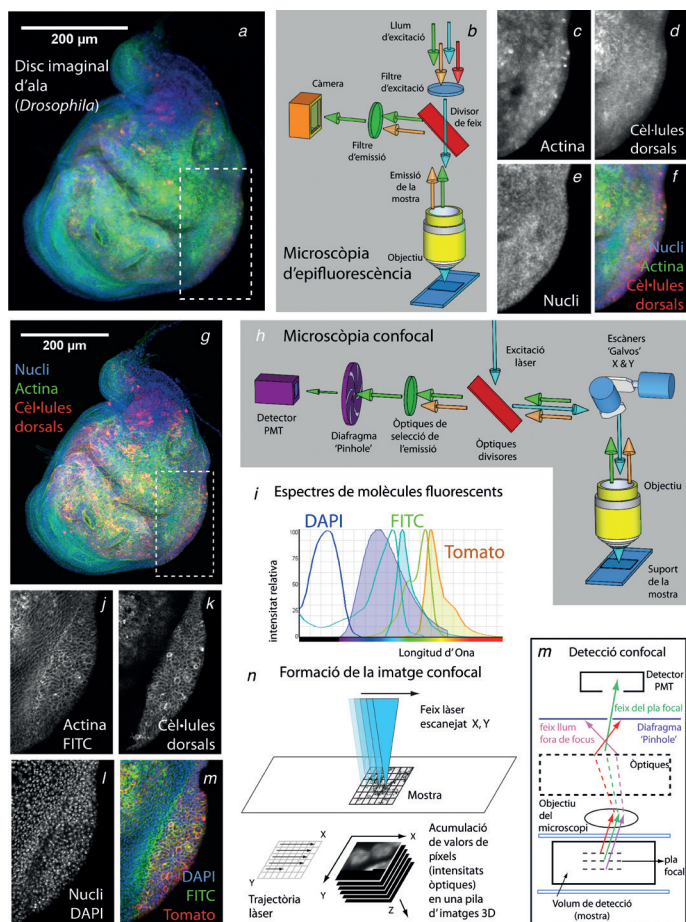 200 µm
a
Disc imaginal
d'ala
(Drosophila)
b
Llum
d'excitació
Filtre
d'excitació
Càmera
Divisor
de feix
Filtre
d'emissió
Emissió
de la
mostra
Objectiu
Microscòpia
d'epifluorescència
c
Actina
d
Cèl·lules
dorsals
e
Nucli
f
Nucli
Actina
Cèl·lules
dorsals
200 µm
g
Nucli
Actina
Cèl·lules
dorsals
h
Microscòpia confocal
Excitació
làser
Escàners
'Galvos'
X & Y
Detector
PMT
Diafragma
'Pinhole'
Òptiques de
selecció de
l'emissió
Òptiques
divisores
Objectiu
Suport
de la
mostra
i
Espectres de molècules fluorescents
DAPI
FITC
Tomato
intensitat relativa
100
75
50
25
0
Longitud d'Ona
j
Actina
FITC
k
Cèl·lules
dorsals
l
Nucli
DAPI
m
DAPI
FITC
Tomato
n
Formació de la imatge confocal
Feix làser
escanejat X, Y
Mostra
X
Y
Trajectòria
làser
X
Y
Z
Acumulació
de valors de
píxels
(intensitats
òptiques)
en una pila
d'imatges 3D
m
Detecció confocal
Detector
PMT
feix del pla focal
feix llum
fora de focus
Diafragma
'Pinhole'
Òptiques
Objectiu
del
microscopi
pla
focal
Volum de detecció
(mostra)